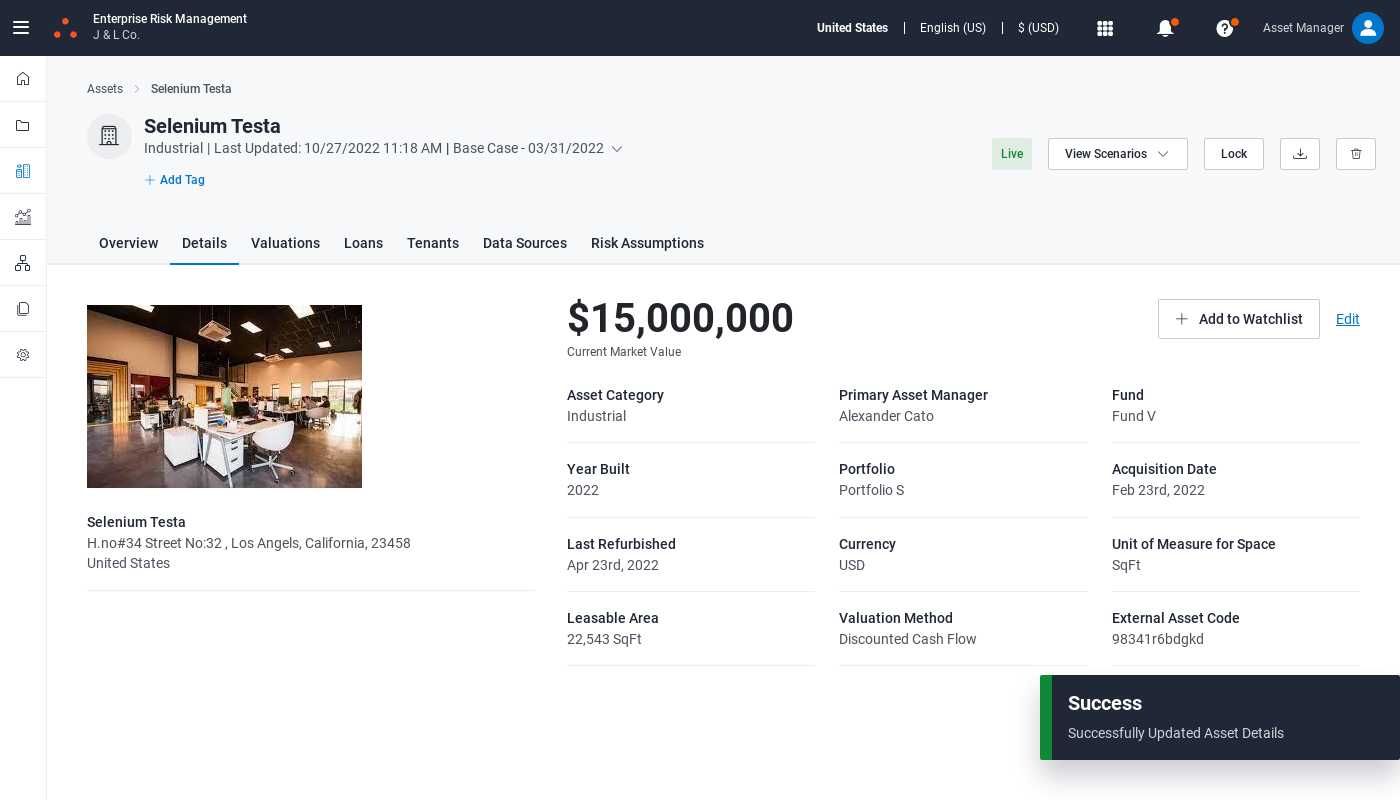 Enterprise Risk Management
J & L Co.
United States | English (US) | $ (USD)
Asset Manager
Assets
Selenium Testa
Selenium Testa
Industrial | Last Updated: 10/27/2022 11:18 AM | Base Case - 03/31/2022
Add Tag
Live
View Scenarios
Lock
Overview
Details
Valuations
Loans
Tenants
Data Sources
Risk Assumptions
Selenium Testa
H.no#34 Street No:32 , Los Angels, California, 23458
United States
$15,000,000
Current Market Value
Add to Watchlist
Edit
Asset Category
Industrial
Primary Asset Manager
Alexander Cato
Fund
Fund V
Year Built
2022
Portfolio
Portfolio S
Acquisition Date
Feb 23rd, 2022
Last Refurbished
Apr 23rd, 2022
Currency
USD
Unit of Measure for Space
SqFt
Leasable Area
22,543 SqFt
Valuation Method
Discounted Cash Flow
External Asset Code
98341r6bdgkd
Success
Successfully Updated Asset Details